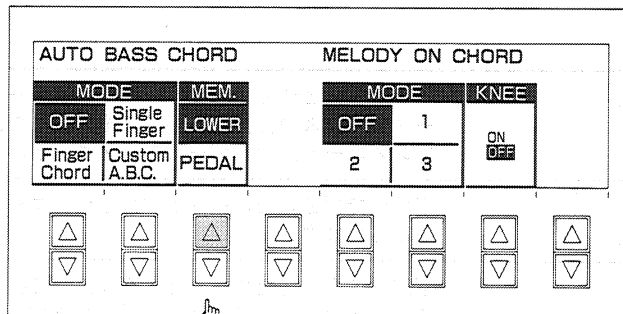 AUTO BASS CHORD MELODY ON CHORD
MODE MEM. MODE KNEE
OFF Single Finger LOWER OFF 1 ON OFF
Finger Chord Custom A.B.C. PEDAL 2 3